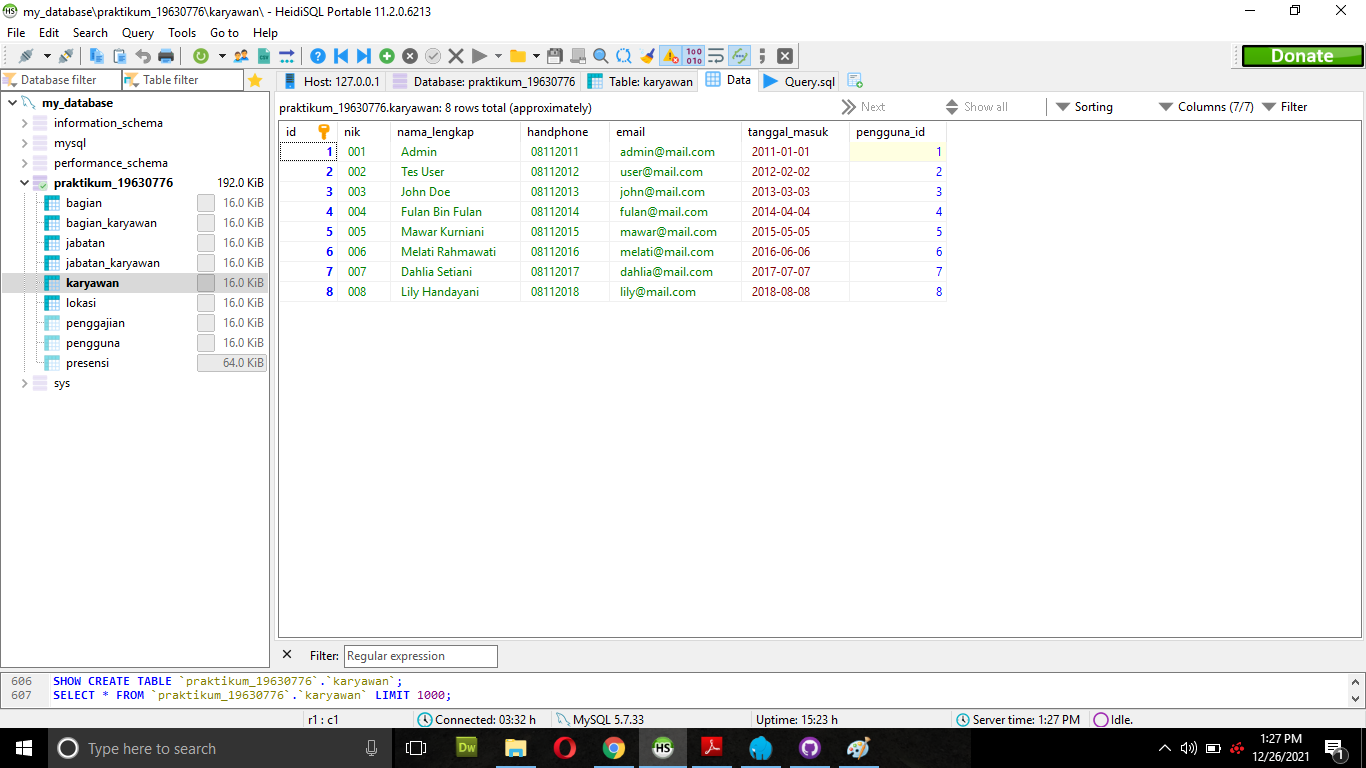 my_database\praktikum_19630776\karyawan\ - HeidiSQL Portable 11.2.0.6213
File Edit Search Query Tools Go to Help
Donate
Database filter Table filter
Host: 127.0.0.1 Database: praktikum_19630776 Table: karyawan Data Query.sql
my_database
information_schema
mysql
performance_schema
praktikum_19630776 192.0 KiB
bagian 16.0 KiB
bagian_karyawan 16.0 KiB
jabatan 16.0 KiB
jabatan_karyawan 16.0 KiB
karyawan 16.0 KiB
lokasi 16.0 KiB
penggajian 16.0 KiB
pengguna 16.0 KiB
presensi 64.0 KiB
sys
praktikum_19630776.karyawan: 8 rows total (approximately) Next Show all Sorting Columns (7/7) Filter
id nik nama_lengkap handphone email tanggal_masuk pengguna_id
1 001 Admin 08112011 admin@mail.com 2011-01-01 1
2 002 Tes User 08112012 user@mail.com 2012-02-02 2
3 003 John Doe 08112013 john@mail.com 2013-03-03 3
4 004 Fulan Bin Fulan 08112014 fulan@mail.com 2014-04-04 4
5 005 Mawar Kurniani 08112015 mawar@mail.com 2015-05-05 5
6 006 Melati Rahmawati 08112016 melati@mail.com 2016-06-06 6
7 007 Dahlia Setiani 08112017 dahlia@mail.com 2017-07-07 7
8 008 Lily Handayani 08112018 lily@mail.com 2018-08-08 8
Filter: Regular expression
606 SHOW CREATE TABLE `praktikum_19630776`.`karyawan`;
607 SELECT * FROM `praktikum_19630776`.`karyawan` LIMIT 1000;
r1 : c1 Connected: 03:32 h MySQL 5.7.33 Uptime: 15:23 h Server time: 1:27 PM Idle.
Type here to search
Dw
HS
1:27 PM
12/26/2021
1